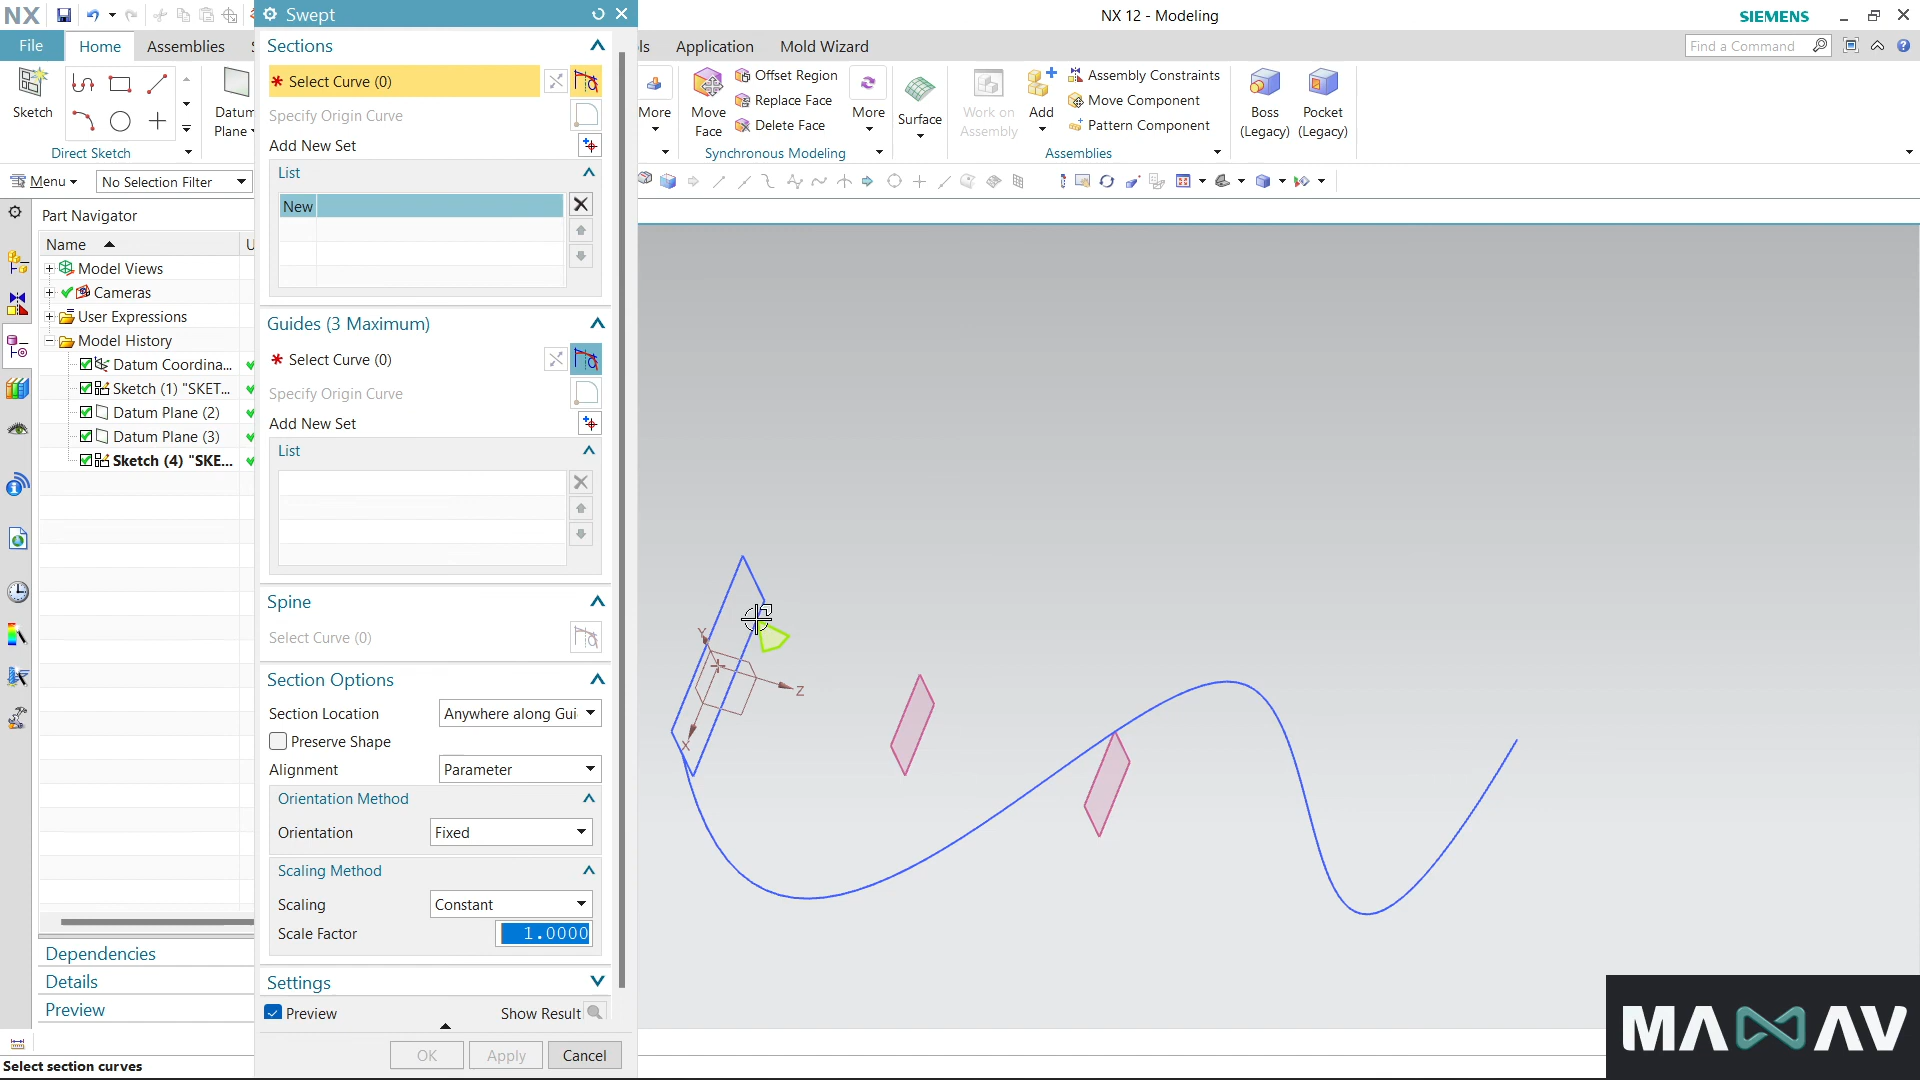 NX
Swept
NX 12 - Modeling
SIEMENS
File
Home
Assemblies
ls
Application
Mold Wizard
Find a Command
Sketch
Direct Sketch
Datum
Plane
More
Move
Face
Offset Region
Replace Face
Delete Face
More
Synchronous Modeling
Surface
Work on
Assembly
Add
Assembly Constraints
Move Component
Pattern Component
Assemblies
Boss
(Legacy)
Pocket
(Legacy)
Menu
No Selection Filter
Part Navigator
Name
U
Model Views
Cameras
User Expressions
Model History
Datum Coordina...
Sketch (1) "SKET...
Datum Plane (2)
Datum Plane (3)
Sketch (4) "SKE...
Dependencies
Details
Preview
Select section curves
Sections
* Select Curve (0)
Specify Origin Curve
Add New Set
List
New
Guides (3 Maximum)
* Select Curve (0)
Specify Origin Curve
Add New Set
List
Spine
Select Curve (0)
Section Options
Section Location
Anywhere along Gui
Preserve Shape
Alignment
Parameter
Orientation Method
Orientation
Fixed
Scaling Method
Scaling
Constant
Scale Factor
1.0000
Settings
Preview
Show Result
OK
Apply
Cancel
Y
Z
X